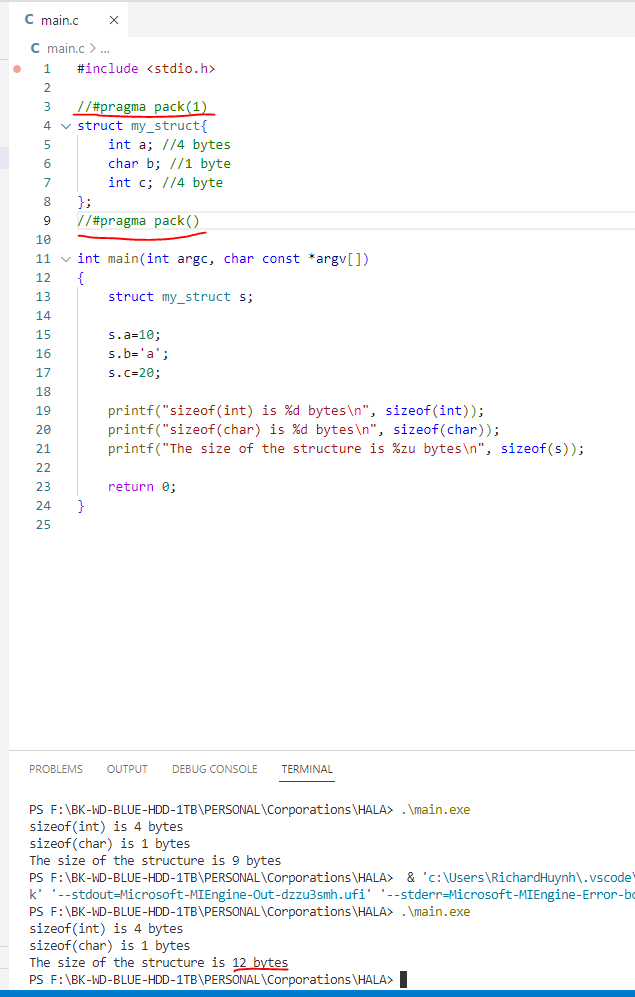 C main.c ×
C main.c > ...
1 #include <stdio.h>
2
3 //#pragma pack(1)
4 struct my_struct{
5 int a; //4 bytes
6 char b; //1 byte
7 int c; //4 byte
8 };
9 //#pragma pack()
10
11 int main(int argc, char const *argv[])
12 {
13 struct my_struct s;
14
15 s.a=10;
16 s.b='a';
17 s.c=20;
18
19 printf("sizeof(int) is %d bytes\n", sizeof(int));
20 printf("sizeof(char) is %d bytes\n", sizeof(char));
21 printf("The size of the structure is %zu bytes\n", sizeof(s));
22
23 return 0;
24 }
25
PROBLEMS OUTPUT DEBUG CONSOLE TERMINAL
PS F:\BK-WD-BLUE-HDD-1TB\PERSONAL\Corporations\HALA> .\main.exe
sizeof(int) is 4 bytes
sizeof(char) is 1 bytes
The size of the structure is 9 bytes
PS F:\BK-WD-BLUE-HDD-1TB\PERSONAL\Corporations\HALA> & 'c:\Users\RichardHuynh\.vscode\
k' '--stdout=Microsoft-MIEngine-Out-dzzu3smh.ufi' '--stderr=Microsoft-MIEngine-Error-bo
PS F:\BK-WD-BLUE-HDD-1TB\PERSONAL\Corporations\HALA> .\main.exe
sizeof(int) is 4 bytes
sizeof(char) is 1 bytes
The size of the structure is 12 bytes
PS F:\BK-WD-BLUE-HDD-1TB\PERSONAL\Corporations\HALA>